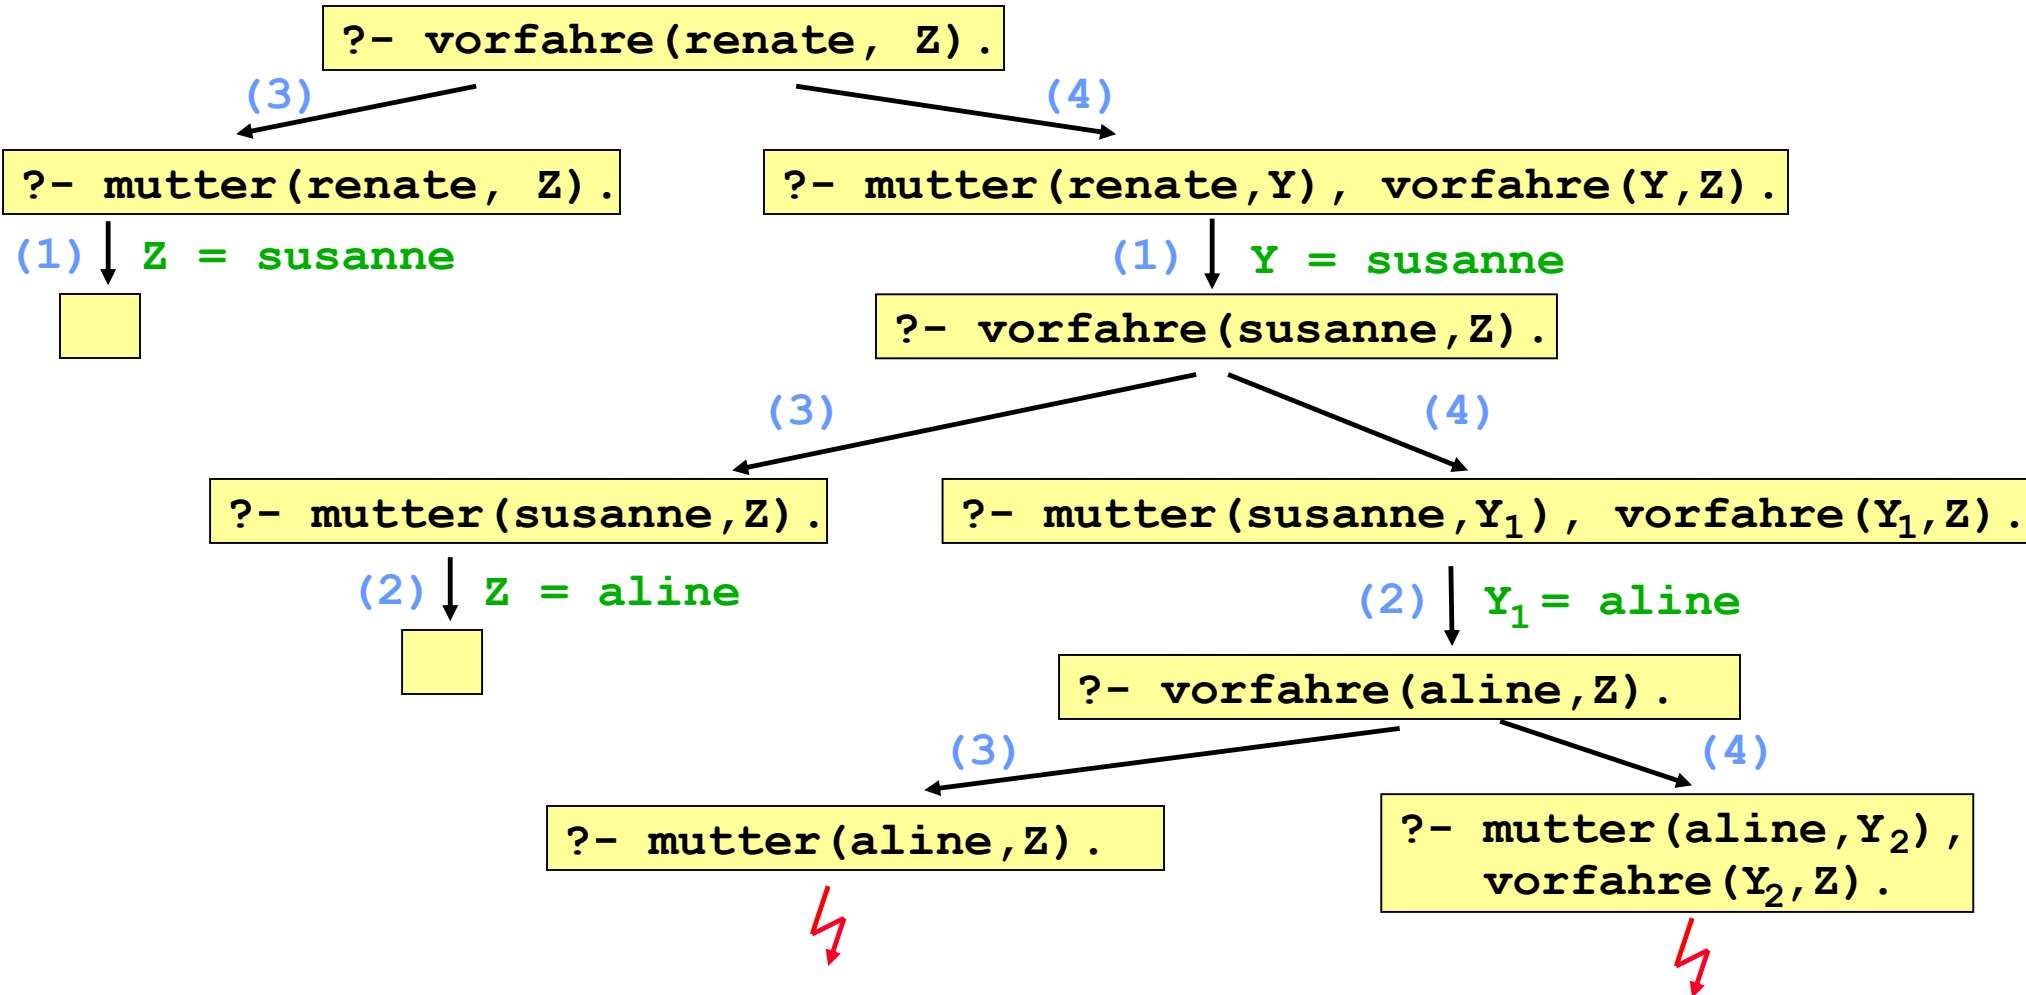 ?- vorfahre(renate, Z).
(3)
(4)
?- mutter(renate, Z).
?- mutter(renate,Y), vorfahre(Y,Z).
(1)
Z = susanne
(1)
Y = susanne
?- vorfahre(susanne,Z).
(3)
(4)
?- mutter(susanne,Z).
?- mutter(susanne,Y₁), vorfahre(Y₁,Z).
(2)
Z = aline
(2)
Y₁= aline
?- vorfahre(aline,Z).
(3)
(4)
?- mutter(aline,Z).
?- mutter(aline,Y₂),
vorfahre(Y₂,Z).